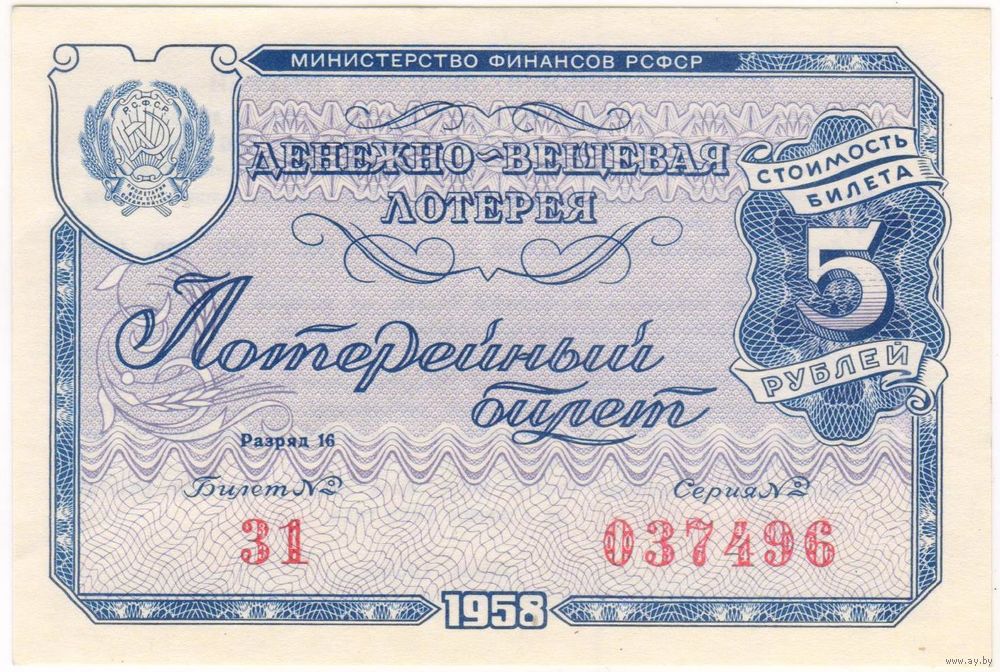 МИНИСТЕРСТВО ФИНАНСОВ РСФСР
РСФСР
ДЕНЕЖНО-ВЕЩЕВАЯ
ЛОТЕРЕЯ
СТОИМОСТЬ
БИЛЕТА
5
РУБЛЕЙ
Лотерейный
билет
Разряд 16
Билет № Серия №
31 037496
1958
www.ay.by